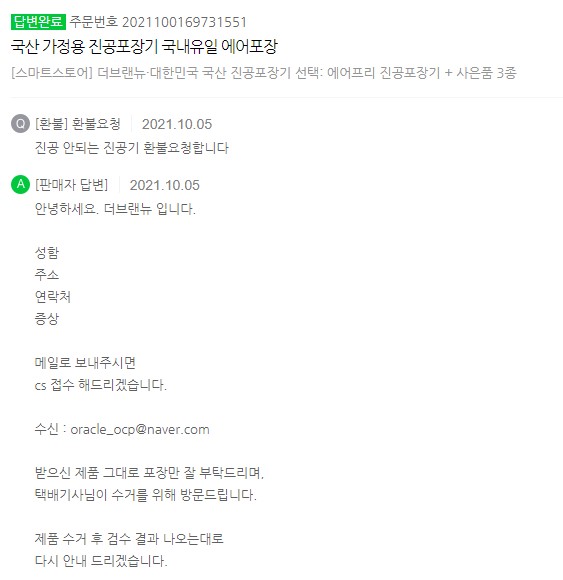 답변완료 주문번호 2021100169731551
국산 가정용 진공포장기 국내유일 에어포장
[스마트스토어] 더브랜뉴·대한민국 국산 진공포장기 선택: 에어프리 진공포장기 + 사은품 3종
Q [환불] 환불요청 2021.10.05
진공 안되는 진공기 환불요청합니다
A [판매자 답변] 2021.10.05
안녕하세요. 더브랜뉴 입니다.
성함
주소
연락처
증상
메일로 보내주시면
cs 접수 해드리겠습니다.
수신 : oracle_ocp@naver.com
받으신 제품 그대로 포장만 잘 부탁드리며,
택배기사님이 수거를 위해 방문드립니다.
제품 수거 후 검수 결과 나오는대로
다시 안내 드리겠습니다.